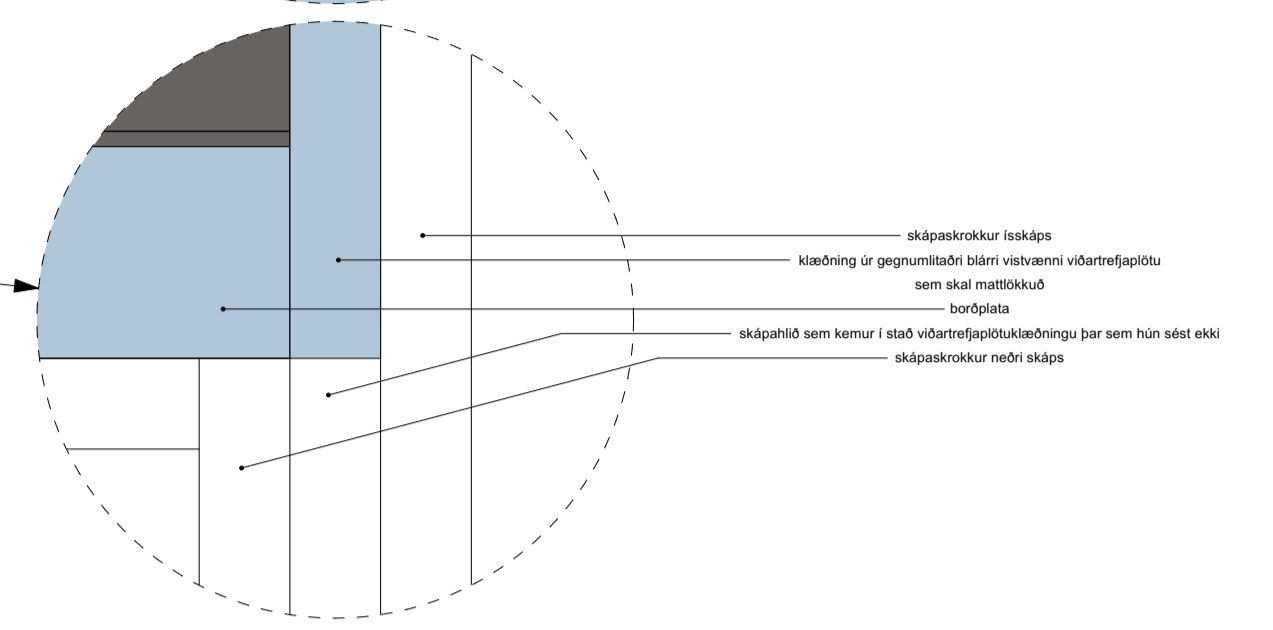 skápaskrokkur ísskáps
klæðning úr gegnumlitaðri blárri vistvænni viðartrefjaplötu
sem skal mattlökkuð
borðplata
skápahlið sem kemur í stað viðartrefjaplötuklæðningu þar sem hún sést ekki
skápaskrokkur neðri skáps